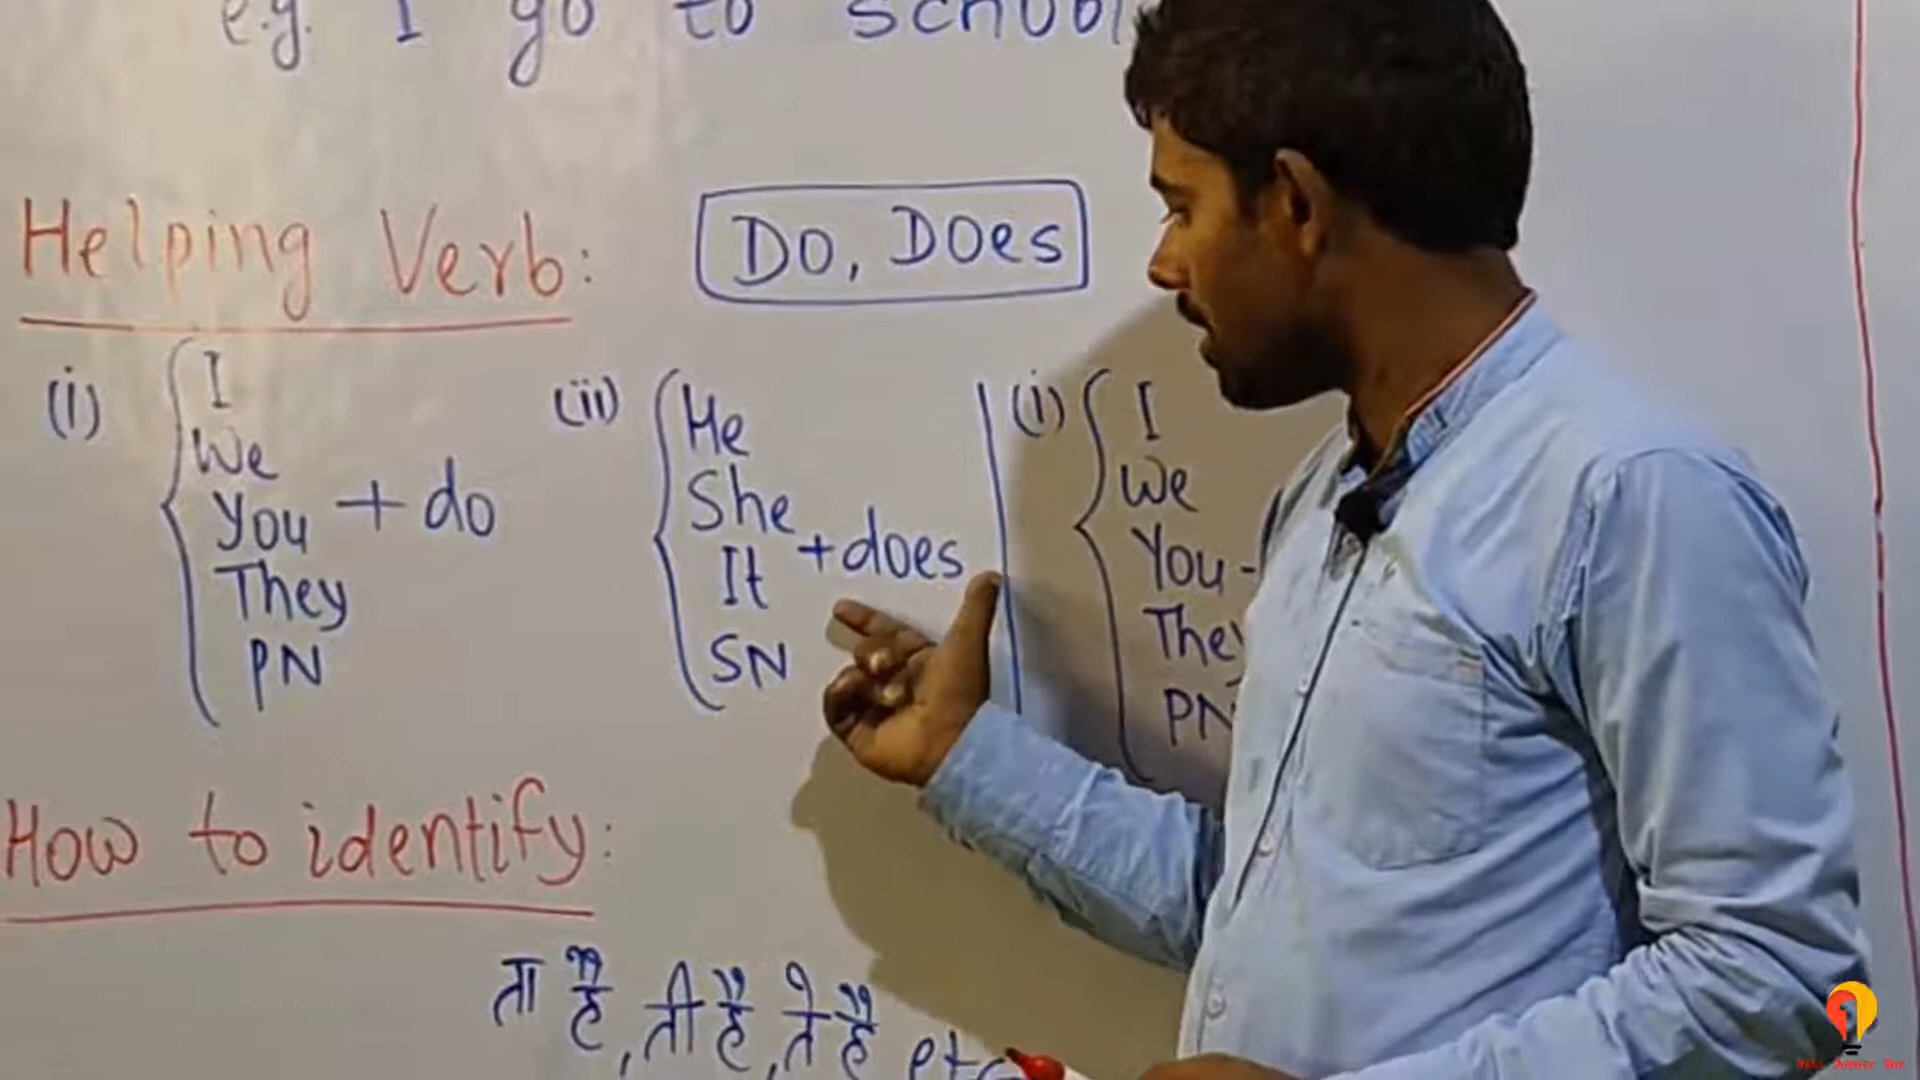 e.g. I go to school
Helping Verb: DO, DOes
(i) I (ii) He (i) I
We She We
You + do It + does You -
They SN They
PN PN
How to identify:
ता है, ती है, ते हैं etc